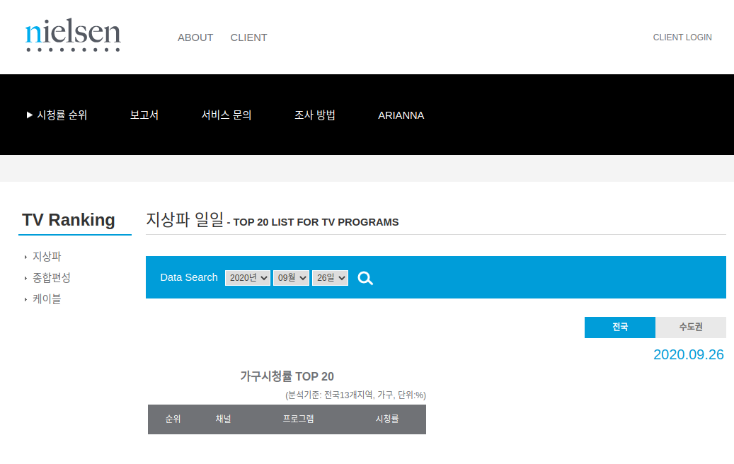 nielsen
ABOUT CLIENT
CLIENT LOGIN
▶ 시청률 순위 보고서 서비스 문의 조사 방법 ARIANNA
TV Ranking
지상파
종합편성
케이블
지상파 일일 - TOP 20 LIST FOR TV PROGRAMS
Data Search 2020년 09월 26일
전국 수도권
2020.09.26
가구시청률 TOP 20
(분석기준: 전국13개지역, 가구, 단위:%)
순위 채널 프로그램 시청률